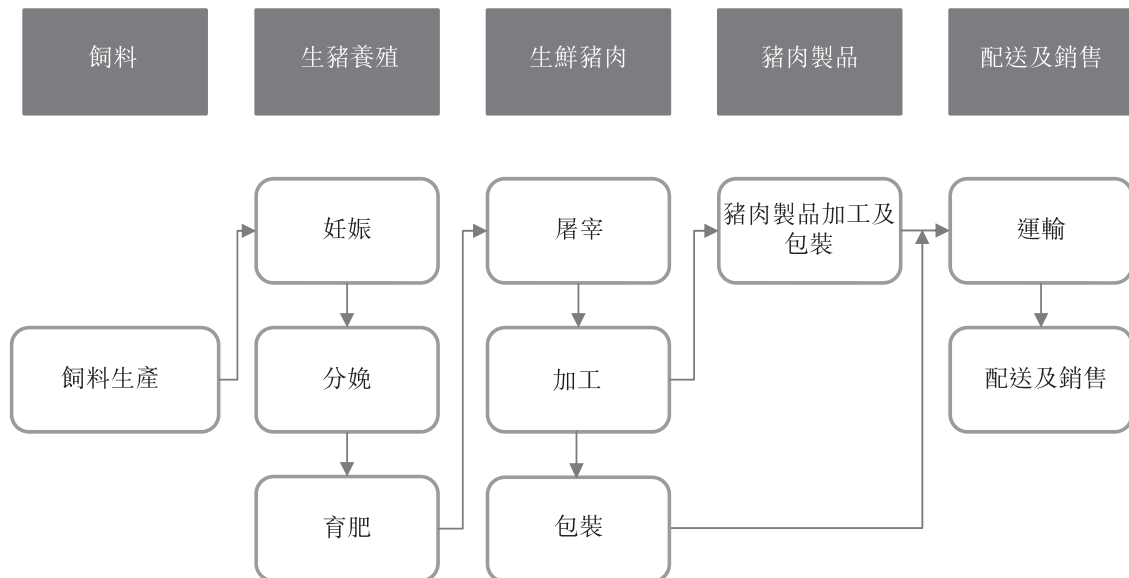 飼料
生豬養殖
生鮮豬肉
豬肉製品
配送及銷售
妊娠
屠宰
豬肉製品加工及
包裝
運輸
飼料生產
分娩
加工
配送及銷售
育肥
包裝